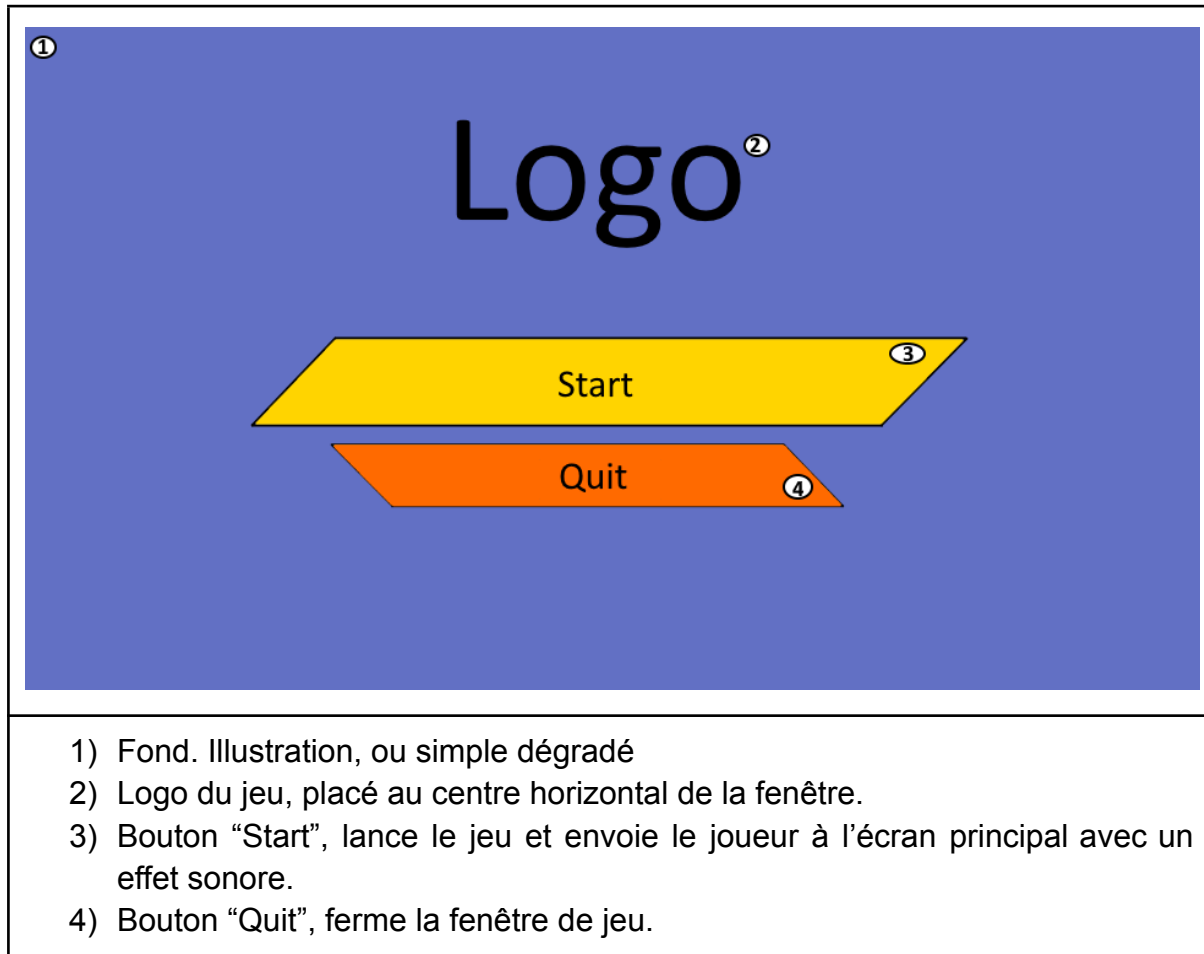 1
Logo
2
3
Start
Quit
4
1) Fond. Illustration, ou simple dégradé
2) Logo du jeu, placé au centre horizontal de la fenêtre.
3) Bouton “Start”, lance le jeu et envoie le joueur à l’écran principal avec un
effet sonore.
4) Bouton “Quit”, ferme la fenêtre de jeu.